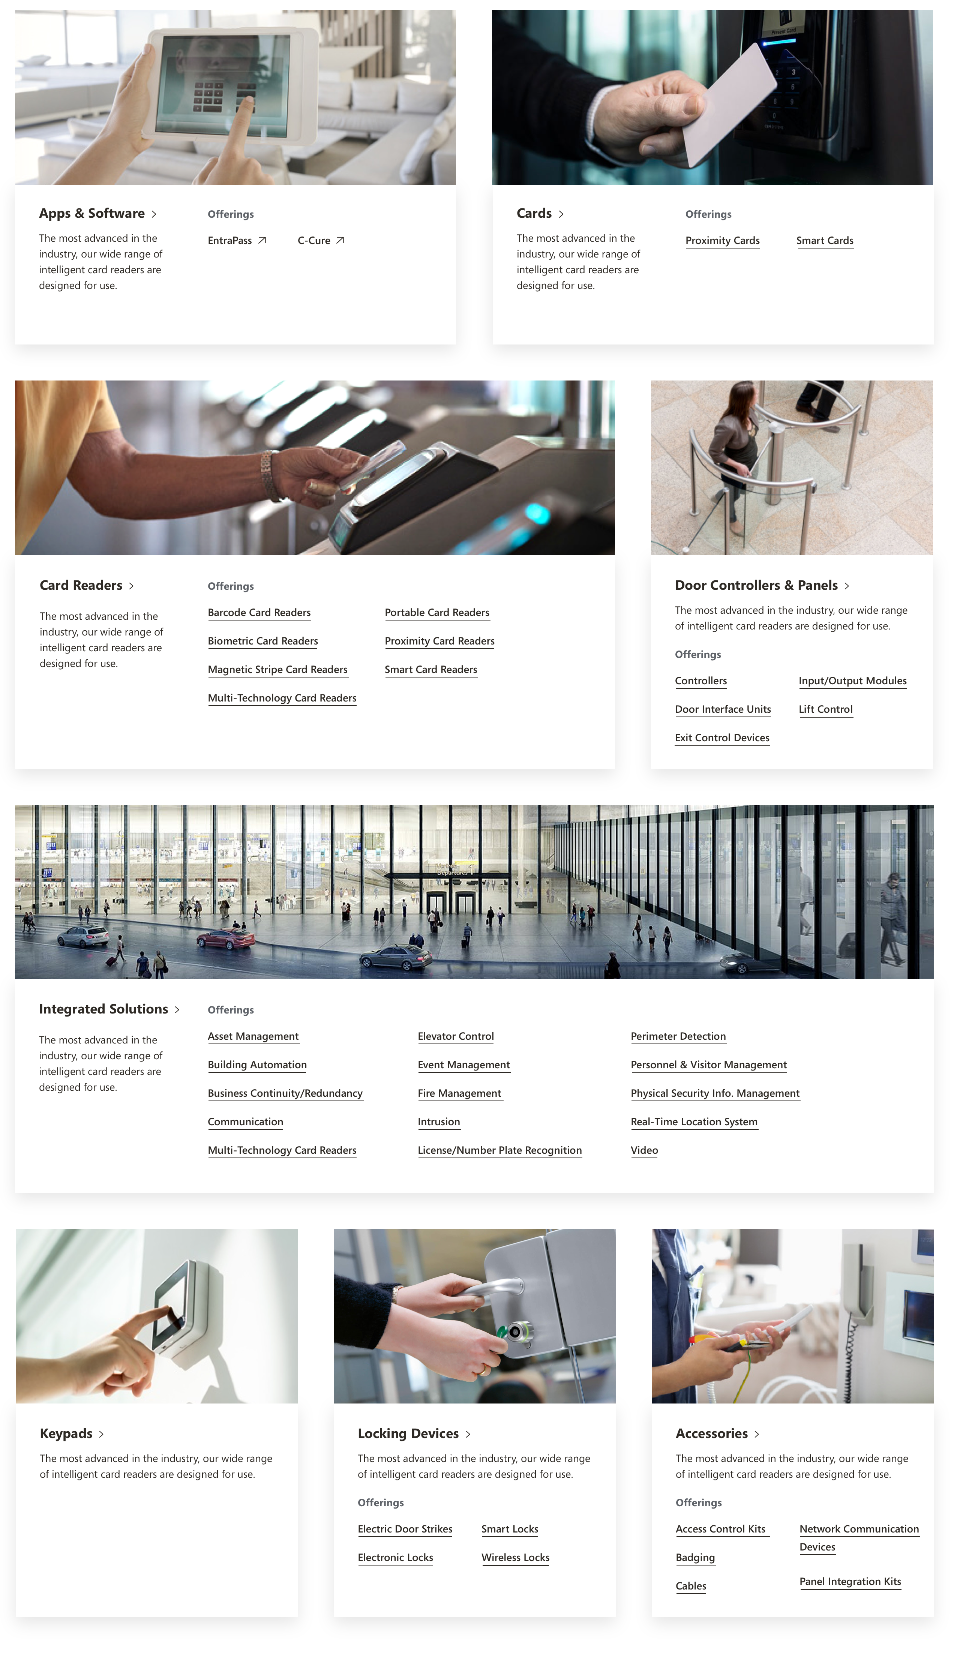 Apps & Software
The most advanced in the
industry, our wide range of
intelligent card readers are
designed for use.
Offerings
EntraPass
C-Cure
Cards
The most advanced in the
industry, our wide range of
intelligent card readers are
designed for use.
Offerings
Proximity Cards
Smart Cards
Card Readers
The most advanced in the
industry, our wide range of
intelligent card readers are
designed for use.
Offerings
Barcode Card Readers
Biometric Card Readers
Magnetic Stripe Card Readers
Multi-Technology Card Readers
Portable Card Readers
Proximity Card Readers
Smart Card Readers
Door Controllers & Panels
The most advanced in the industry, our wide range
of intelligent card readers are designed for use.
Offerings
Controllers
Door Interface Units
Exit Control Devices
Input/Output Modules
Lift Control
Integrated Solutions
The most advanced in the
industry, our wide range of
intelligent card readers are
designed for use.
Offerings
Asset Management
Building Automation
Business Continuity/Redundancy
Communication
Multi-Technology Card Readers
Elevator Control
Event Management
Fire Management
Intrusion
License/Number Plate Recognition
Perimeter Detection
Personnel & Visitor Management
Physical Security Info. Management
Real-Time Location System
Video
Keypads
The most advanced in the industry, our wide range
of intelligent card readers are designed for use.
Locking Devices
The most advanced in the industry, our wide range
of intelligent card readers are designed for use.
Offerings
Electric Door Strikes
Electronic Locks
Smart Locks
Wireless Locks
Accessories
The most advanced in the industry, our wide range
of intelligent card readers are designed for use.
Offerings
Access Control Kits
Badging
Cables
Network Communication
Devices
Panel Integration Kits